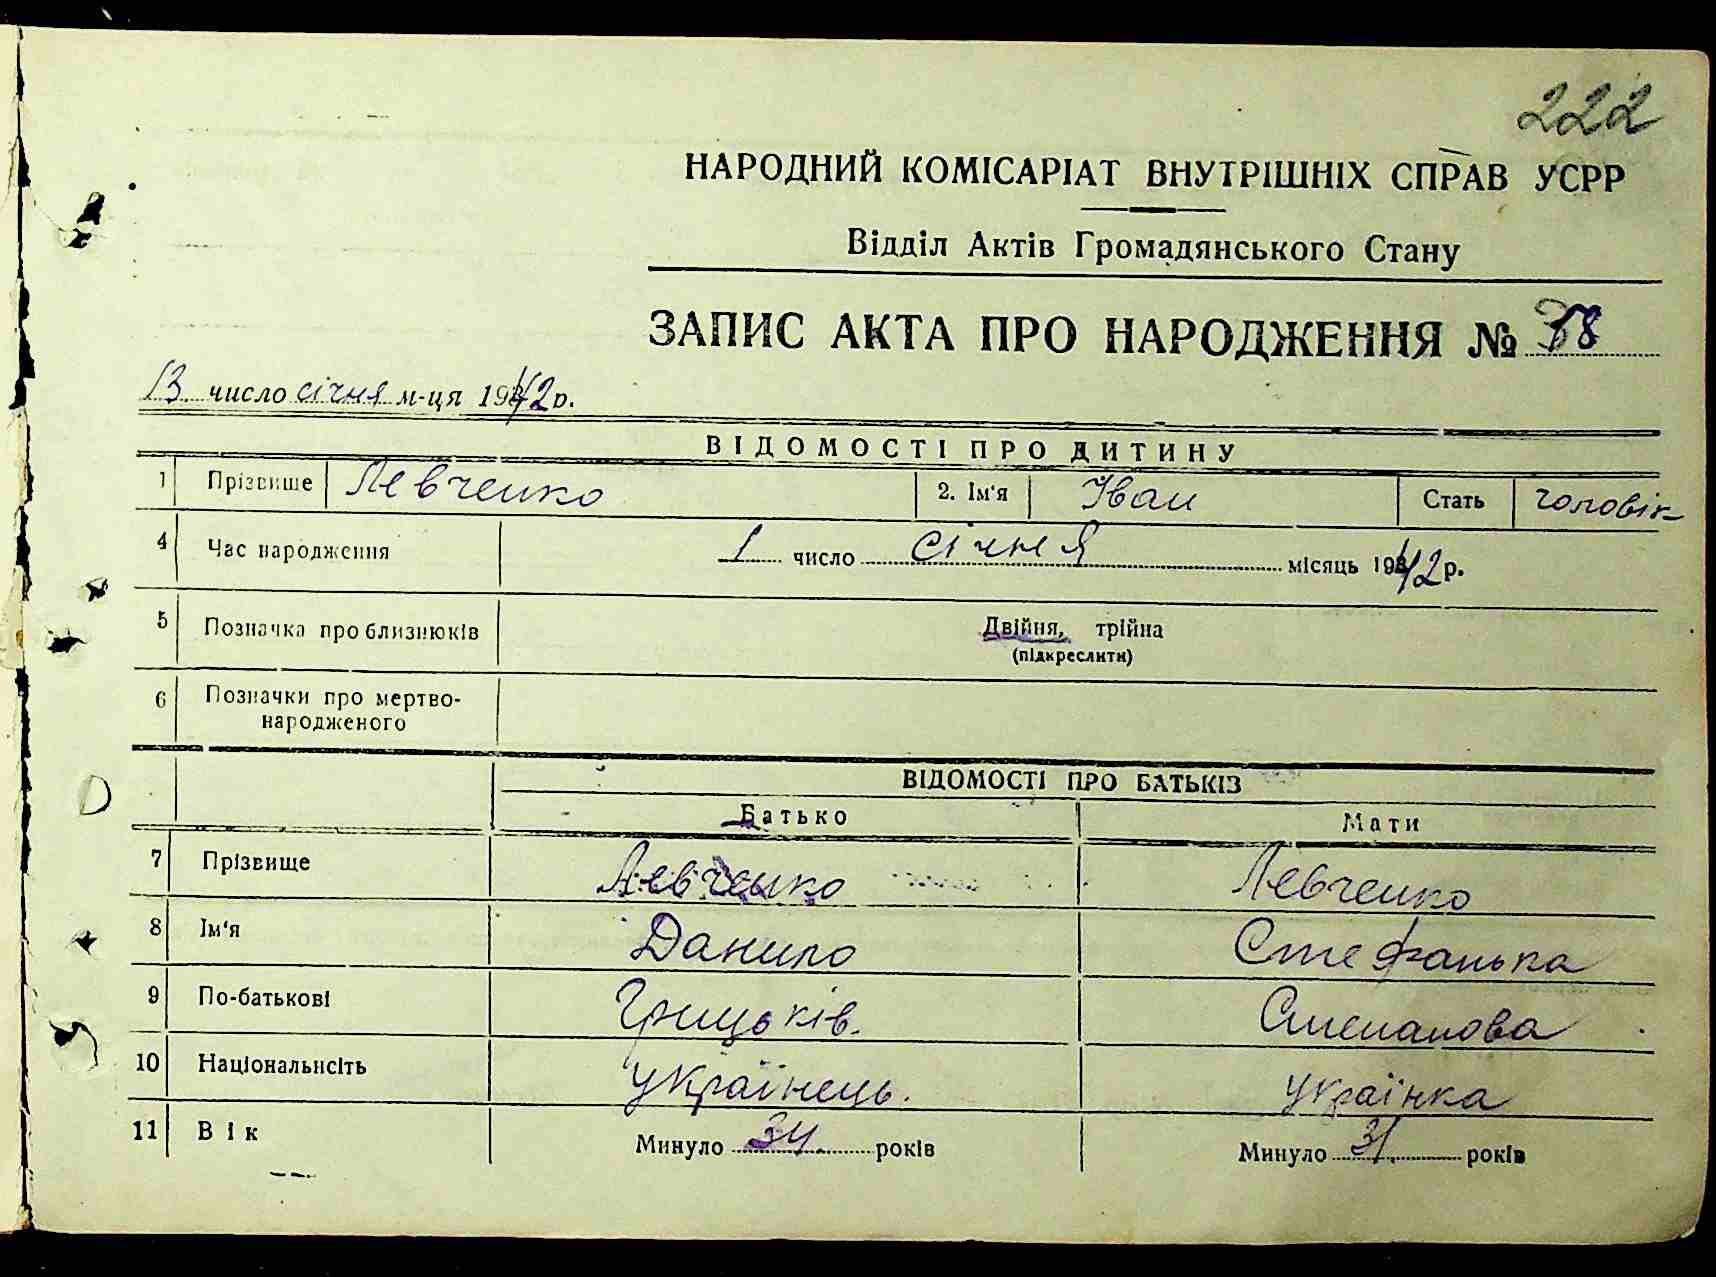 222
НАРОДНИЙ КОМІСАРІАТ ВНУТРІШНІХ СПРАВ УСРР
Відділ Актів Громадянського Стану
ЗАПИС АКТА ПРО НАРОДЖЕННЯ №
13 число січня м-ця 1942 р.
ВІДОМОСТІ ПРО ДИТИНУ
1 Прізвище Левченко 2. Ім'я Іван Стать чоловік
4 Час народження 1 число січня місяць 1942 р.
5 Позначка про близнюків Двійня, трійна
(підкреслити)
6 Позначки про мертво-
народженого
ВІДОМОСТІ ПРО БАТЬКІВ
Батько Мати
7 Прізвище Левченко Левченко
8 Ім'я Данило Стефанька
9 По-батькові Грицьків. Степанова
10 Національність українець. українка
11 Вік Минуло 34 років Минуло 31 років